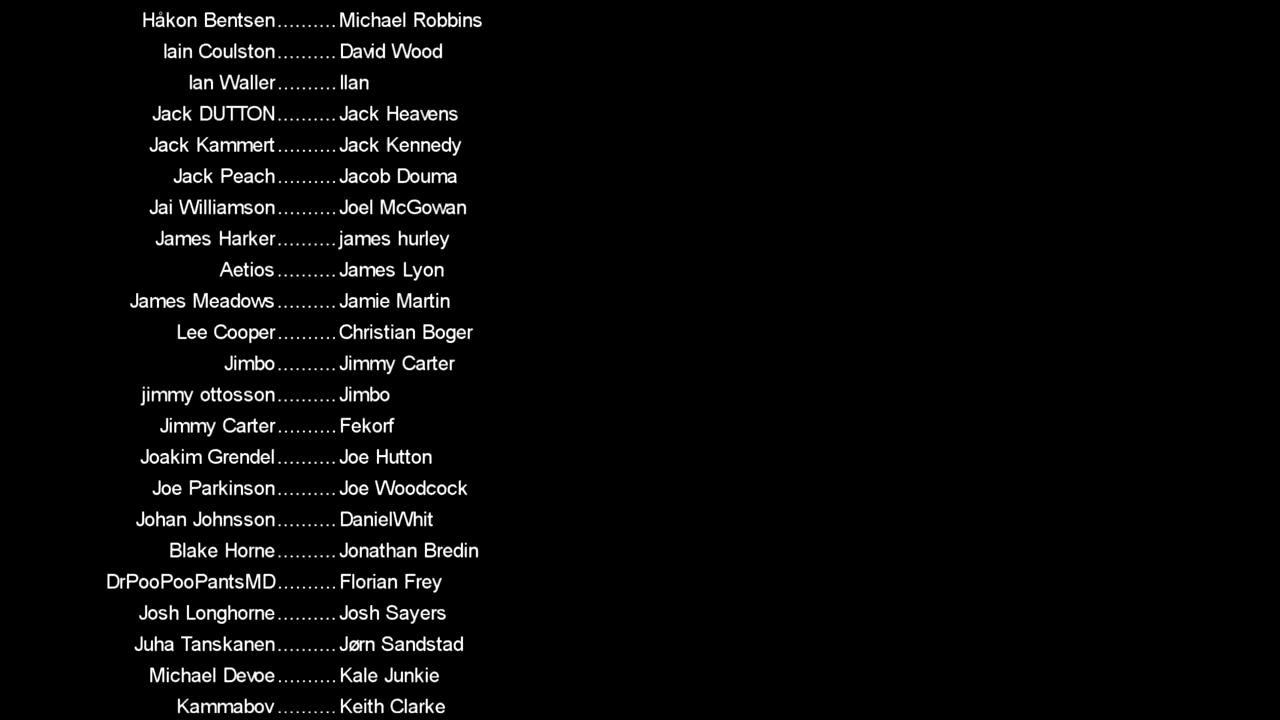 Håkon Bentsen..........Michael Robbins
Iain Coulston..........David Wood
Ian Waller..........Ilan
Jack DUTTON..........Jack Heavens
Jack Kammert..........Jack Kennedy
Jack Peach..........Jacob Douma
Jai Williamson..........Joel McGowan
James Harker..........james hurley
Aetios..........James Lyon
James Meadows..........Jamie Martin
Lee Cooper..........Christian Boger
Jimbo..........Jimmy Carter
jimmy ottosson..........Jimbo
Jimmy Carter..........Fekorf
Joakim Grendel..........Joe Hutton
Joe Parkinson..........Joe Woodcock
Johan Johnsson..........DanielWhit
Blake Horne..........Jonathan Bredin
DrPooPooPantsMD..........Florian Frey
Josh Longhorne..........Josh Sayers
Juha Tanskanen..........Jørn Sandstad
Michael Devoe..........Kale Junkie
Kammabov..........Keith Clarke